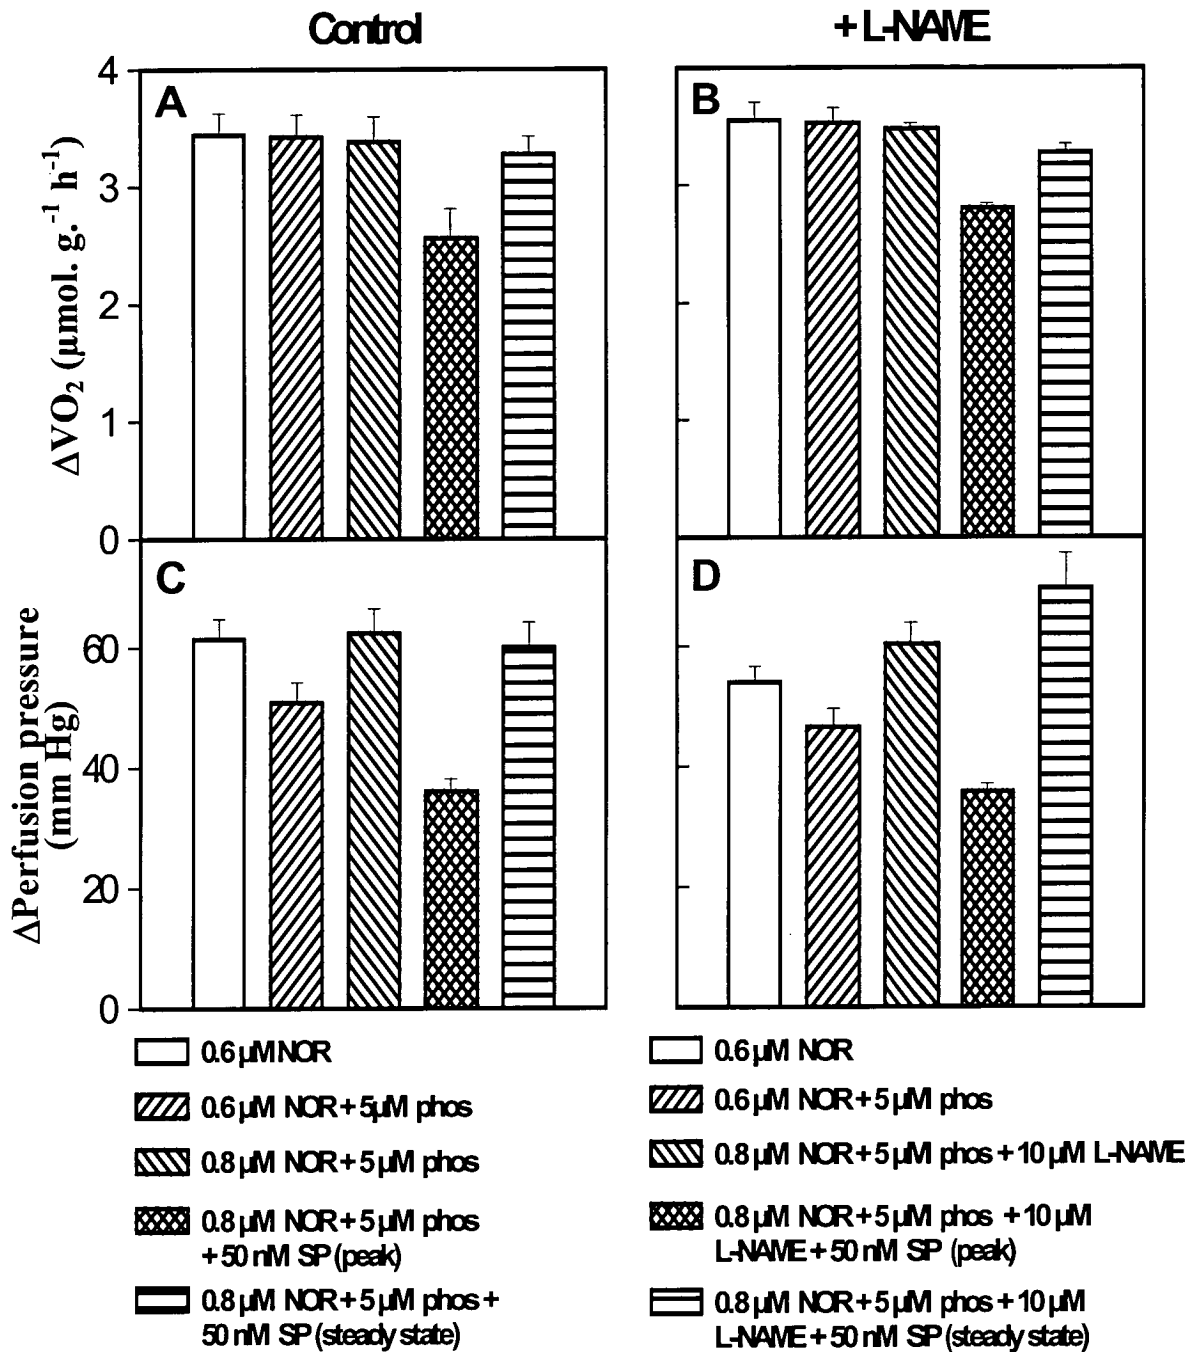 Control
+ L-NAME
A
B
4
3
2
1
0
ΔVO₂ (µmol. g.⁻¹ h⁻¹)
C
D
60
40
20
0
ΔPerfusion pressure
(mm Hg)
0.6 µM NOR
0.6 µM NOR + 5µM phos
0.8 µM NOR + 5 µM phos
0.8 µM NOR + 5 µM phos
+ 50 nM SP (peak)
0.8 µM NOR + 5 µM phos +
50 nM SP (steady state)
0.6 µM NOR
0.6 µM NOR + 5 µM phos
0.8 µM NOR + 5 µM phos + 10 µM L-NAME
0.8 µM NOR + 5 µM phos + 10 µM
L-NAME + 50 nM SP (peak)
0.8 µM NOR + 5 µM phos + 10 µM
L-NAME + 50 nM SP (steady state)